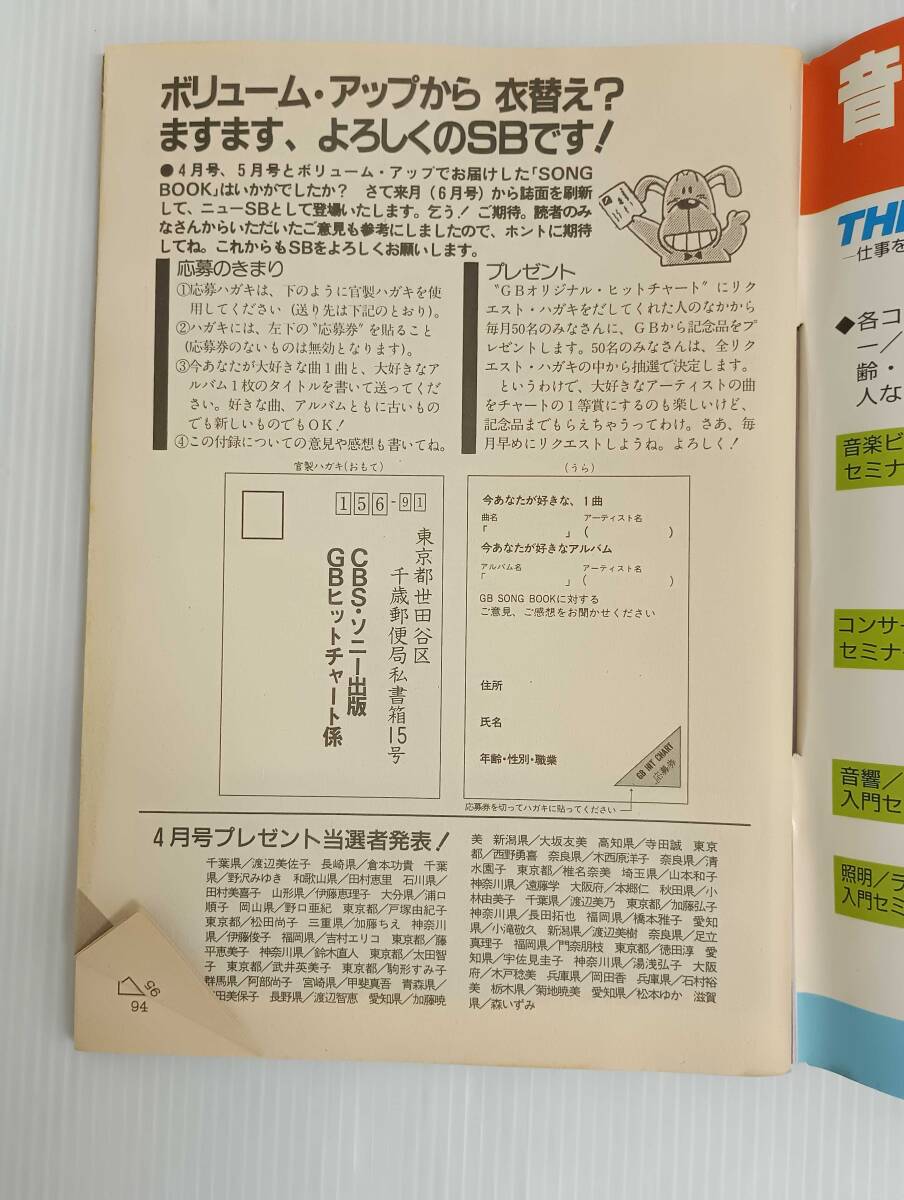 ボリューム・アップから 衣替え?
ますます、よろしくのSBです!
●4月号、5月号とボリューム・アップでお届けした「SONG
BOOK」はいかがでしたか? さて来月(6月号)から誌面を刷新
して、ニューSBとして登場いたします。乞う! ご期待。読者のみ
なさんからいただいたご意見も参考にしましたので、ホントに期待
してね。これからもSBをよろしくお願いします。
応募のきまり
①応募ハガキは、下のように官製ハガキを使
用してください(送り先は下記のとおり)。
②ハガキには、左下の“応募券”を貼ること
(応募券のないものは無効となります)。
③今あなたが大好きな曲1曲と、大好きなア
ルバム1枚のタイトルを書いて送ってくだ
さい。好きな曲、アルバムともに古いもの
でも新しいものでもOK!
④この付録についての意見や感想も書いてね。
プレゼント
“GBオリジナル・ヒットチャート”にリク
エスト・ハガキをだしてくれた人のなかから
毎月50名のみなさんに、GBから記念品をプ
レゼントします。50名のみなさんは、全リク
エスト・ハガキの中から抽選で決定します。
というわけで、大好きなアーティストの曲
をチャートの1等賞にするのも楽しいけど、
記念品までもらえちゃうってわけ。さあ、毎
月早めにリクエストしようね。よろしく!
官製ハガキ(おもて)
156-91
東京都世田谷区
千歳郵便局私書箱15号
CBS・ソニー出版
GBヒットチャート係
(うら)
今あなたが好きな、1曲
曲名 アーティスト名
「 」( )
今あなたが好きなアルバム
アルバム名 アーティスト名
「 」( )
GB SONG BOOKに対する
ご意見、ご感想をお聞かせください
住所
氏名
年齢・性別・職業
GB HIT CHART
応募券
応募券を切ってハガキに貼ってください
4月号プレゼント当選者発表!
千葉県/渡辺美佐子 長崎県/倉本功貴 千葉
県/野沢みゆき 和歌山県/田村恵里 石川県/
田村美喜子 山形県/伊藤恵理子 大分県/浦口
順子 岡山県/野口亜紀 東京都/戸塚由紀子
東京都/松田尚子 三重県/加藤ちえ 神奈川
県/伊藤俊子 福岡県/吉村エリコ 東京都/藤
平恵美子 神奈川県/鈴木直人 東京都/太田智
子 東京都/武井英美子 東京都/駒形すみ子
群馬県/阿部尚子 宮崎県/甲斐真吾 青森県/
田美保子 長野県/渡辺智恵 愛知県/加藤暁
美 新潟県/大坂友美 高知県/寺田誠 東京
都/西野勇喜 奈良県/木西原洋子 奈良県/清
水園子 東京都/椎名奈美 埼玉県/山本和子
神奈川県/遠藤学 大阪府/本郷仁 秋田県/小
林由美子 千葉県/渡辺美乃 東京都/加藤弘子
神奈川県/長田拓也 福岡県/橋本雅子 愛知
県/小滝敬久 新潟県/渡辺美樹 奈良県/足立
真理子 福岡県/門奈朋枝 東京都/徳田淳 愛
知県/宇佐見圭子 神奈川県/湯浅弘子 大阪
府/木戸稔美 兵庫県/岡田香 兵庫県/石村裕
美 栃木県/菊地暁美 愛知県/松本ゆか 滋賀
県/森いずみ
95
94
音
THE
─仕事を
◆各コ
ー/
齢・
人な
音楽ビ
セミナ
コンサー
セミナー
音響/
入門セ
照明/ラ
入門セミ